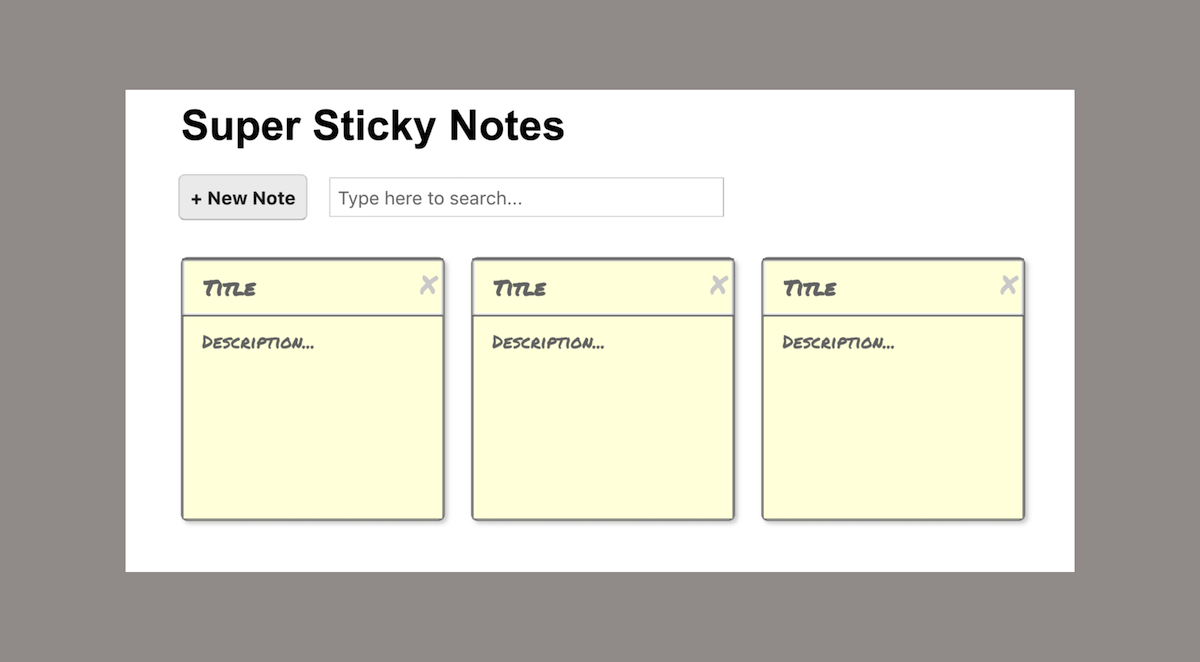 Super Sticky Notes
+ New Note
Type here to search...
Title
x
Title
x
Title
x
Description...
Description...
Description...